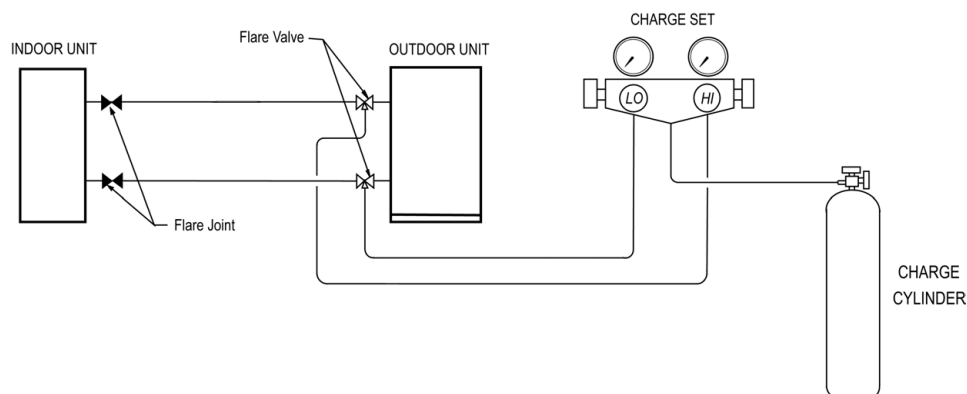 CHARGE SET
Flare Valve
INDOOR UNIT
OUTDOOR UNIT
LO
HI
Flare Joint
CHARGE
CYLINDER